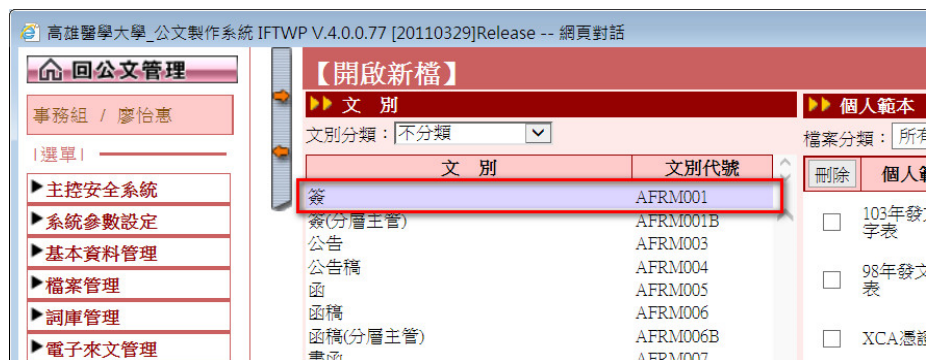 高雄醫學大學_公文製作系統 IFTWP V.4.0.0.77 [20110329]Release -- 網頁對話
回公文管理
事務組 / 廖怡惠
|選單|
主控安全系統
系統參數設定
基本資料管理
檔案管理
詞庫管理
電子來文管理
【開啟新檔】
文 別
文別分類：不分類
文 別 文別代號
簽 AFRM001
簽(分層主管) AFRM001B
公告 AFRM003
公告稿 AFRM004
函 AFRM005
函稿 AFRM006
函稿(分層主管) AFRM006B
書函 AFRM007
個人範本
檔案分類： 所有
刪除 個人範
103年發文
字表
98年發文
表
XCA憑證